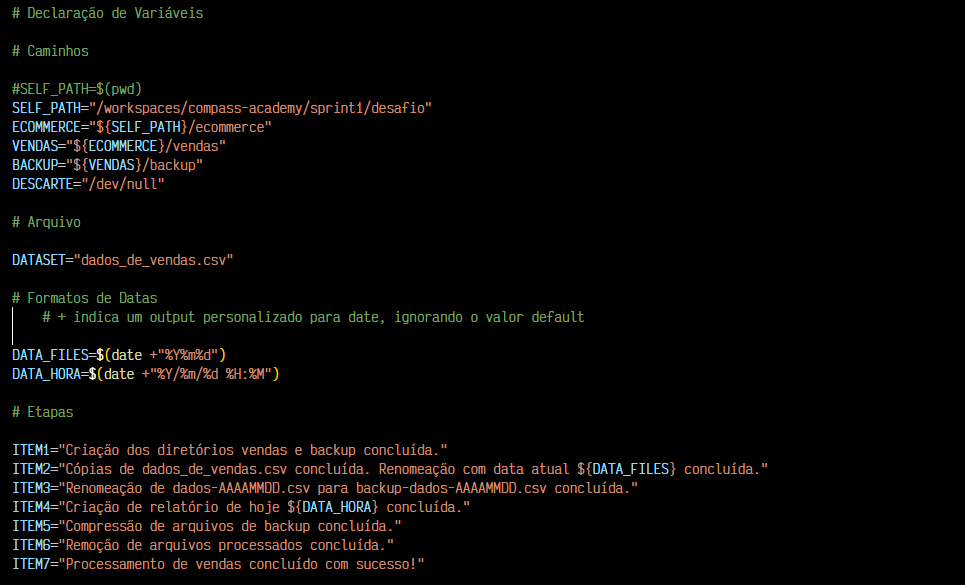 # Declaração de Variáveis
# Caminhos
#SELF_PATH=$(pwd)
SELF_PATH="/workspaces/compass-academy/sprint1/desafio"
ECOMMERCE="${SELF_PATH}/ecommerce"
VENDAS="${ECOMMERCE}/vendas"
BACKUP="${VENDAS}/backup"
DESCARTE="/dev/null"
# Arquivo
DATASET="dados_de_vendas.csv"
# Formatos de Datas
# + indica um output personalizado para date, ignorando o valor default
DATA_FILES=$(date +"%Y%m%d")
DATA_HORA=$(date +"%Y/%m/%d %H:%M")
# Etapas
ITEM1="Criação dos diretórios vendas e backup concluída."
ITEM2="Cópias de dados_de_vendas.csv concluída. Renomeação com data atual ${DATA_FILES} concluída."
ITEM3="Renomeação de dados-AAAAMMDD.csv para backup-dados-AAAAMMDD.csv concluída."
ITEM4="Criação de relatório de hoje ${DATA_HORA} concluída."
ITEM5="Compressão de arquivos de backup concluída."
ITEM6="Remoção de arquivos processados concluída."
ITEM7="Processamento de vendas concluído com sucesso!"